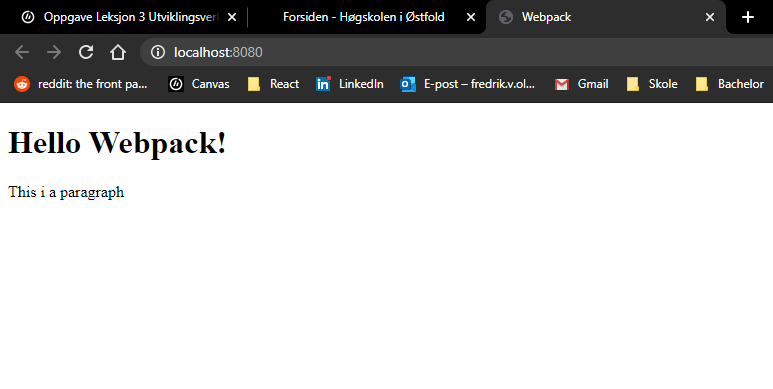 Oppgave Leksjon 3 Utviklingsver Forsiden - Høgskolen i Østfold Webpack
localhost:8080
reddit: the front pa... Canvas React LinkedIn E-post – fredrik.v.ol... Gmail Skole Bachelor
Hello Webpack!
This i a paragraph